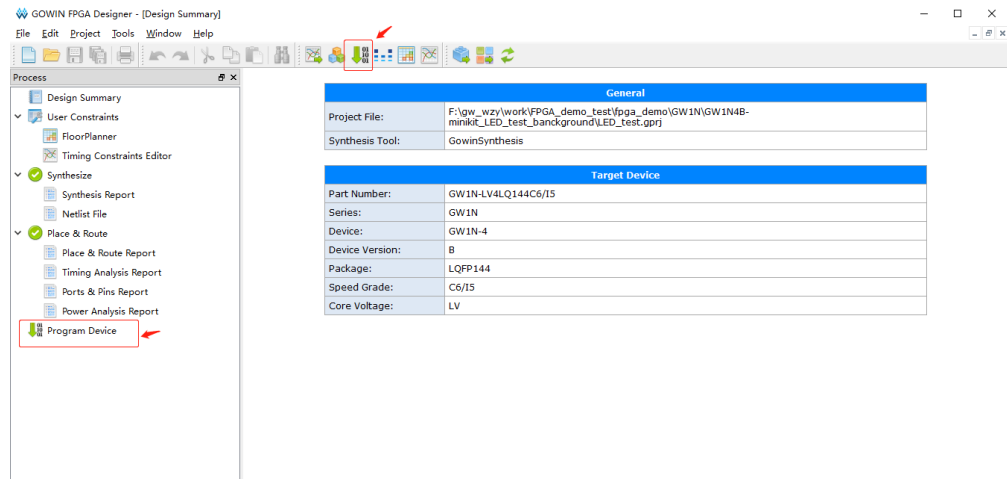 GOWIN FPGA Designer - [Design Summary]
File Edit Project Tools Window Help
Process
Design Summary
User Constraints
FloorPlanner
Timing Constraints Editor
Synthesize
Synthesis Report
Netlist File
Place & Route
Place & Route Report
Timing Analysis Report
Ports & Pins Report
Power Analysis Report
Program Device
General
Project File: F:\gw_wzy\work\FPGA_demo_test\fpga_demo\GW1N\GW1N4B-
minikit_LED_test_banckground\LED_test.gprj
Synthesis Tool: GowinSynthesis
Target Device
Part Number: GW1N-LV4LQ144C6/I5
Series: GW1N
Device: GW1N-4
Device Version: B
Package: LQFP144
Speed Grade: C6/I5
Core Voltage: LV